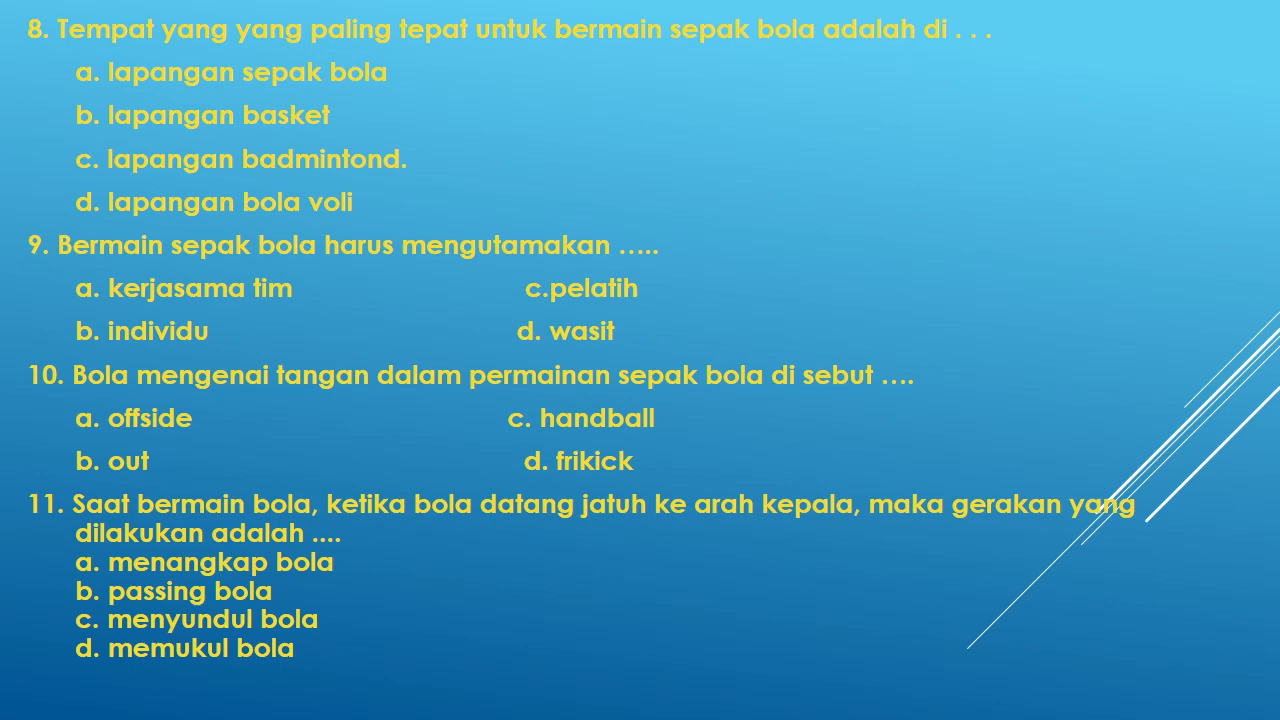 8. Tempat yang yang paling tepat untuk bermain sepak bola adalah di . . .
a. lapangan sepak bola
b. lapangan basket
c. lapangan badmintond.
d. lapangan bola voli
9. Bermain sepak bola harus mengutamakan …..
a. kerjasama tim c.pelatih
b. individu d. wasit
10. Bola mengenai tangan dalam permainan sepak bola di sebut ….
a. offside c. handball
b. out d. frikick
11. Saat bermain bola, ketika bola datang jatuh ke arah kepala, maka gerakan yang
dilakukan adalah ....
a. menangkap bola
b. passing bola
c. menyundul bola
d. memukul bola